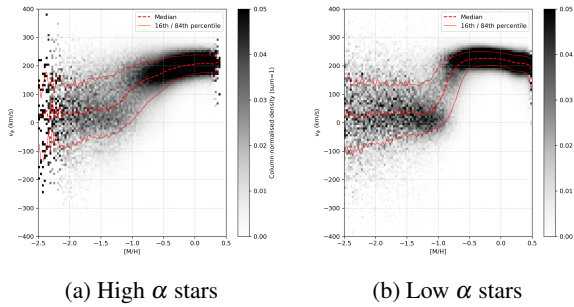 400
300
200
100
0
−100
−200
−300
−400
vϕ (km/s)
−2.5 −2.0 −1.5 −1.0 −0.5 0.0 0.5
[M/H]
Median
16th / 84th percentile
0.05
0.04
0.03
0.02
0.01
0.00
Column-normalised density (sum=1)
(a) High α stars
400
300
200
100
0
−100
−200
−300
−400
vϕ (km/s)
−2.5 −2.0 −1.5 −1.0 −0.5 0.0 0.5
[M/H]
Median
16th / 84th percentile
0.05
0.04
0.03
0.02
0.01
0.00
(b) Low α stars